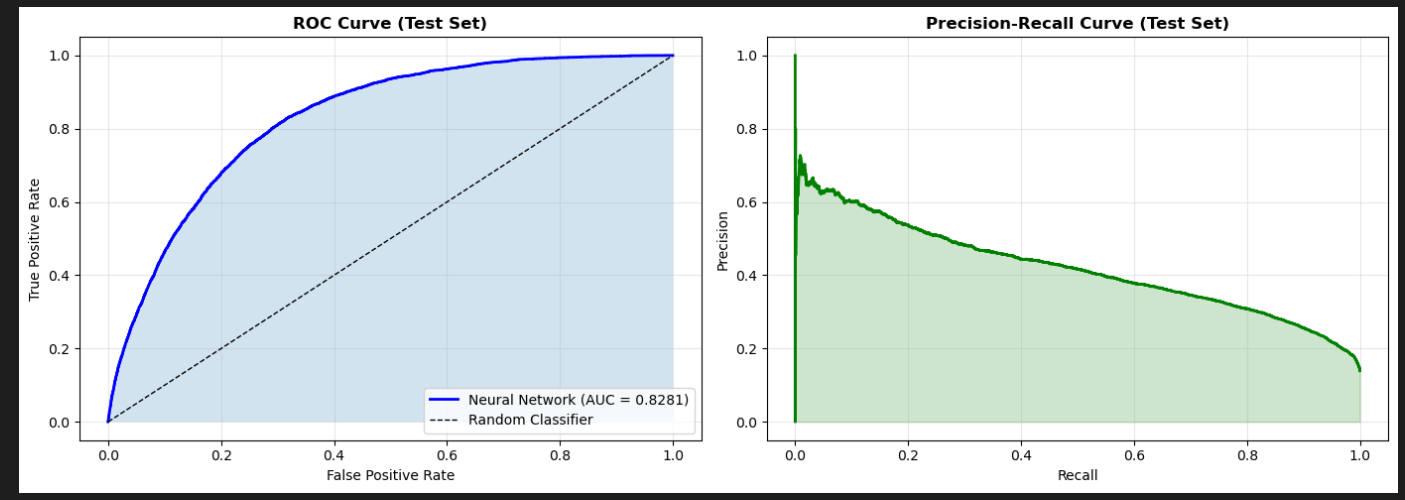 ROC Curve (Test Set)
1.0
0.8
0.6
0.4
0.2
0.0
True Positive Rate
0.0 0.2 0.4 0.6 0.8 1.0
False Positive Rate
Neural Network (AUC = 0.8281)
Random Classifier
Precision-Recall Curve (Test Set)
1.0
0.8
0.6
0.4
0.2
0.0
Precision
0.0 0.2 0.4 0.6 0.8 1.0
Recall